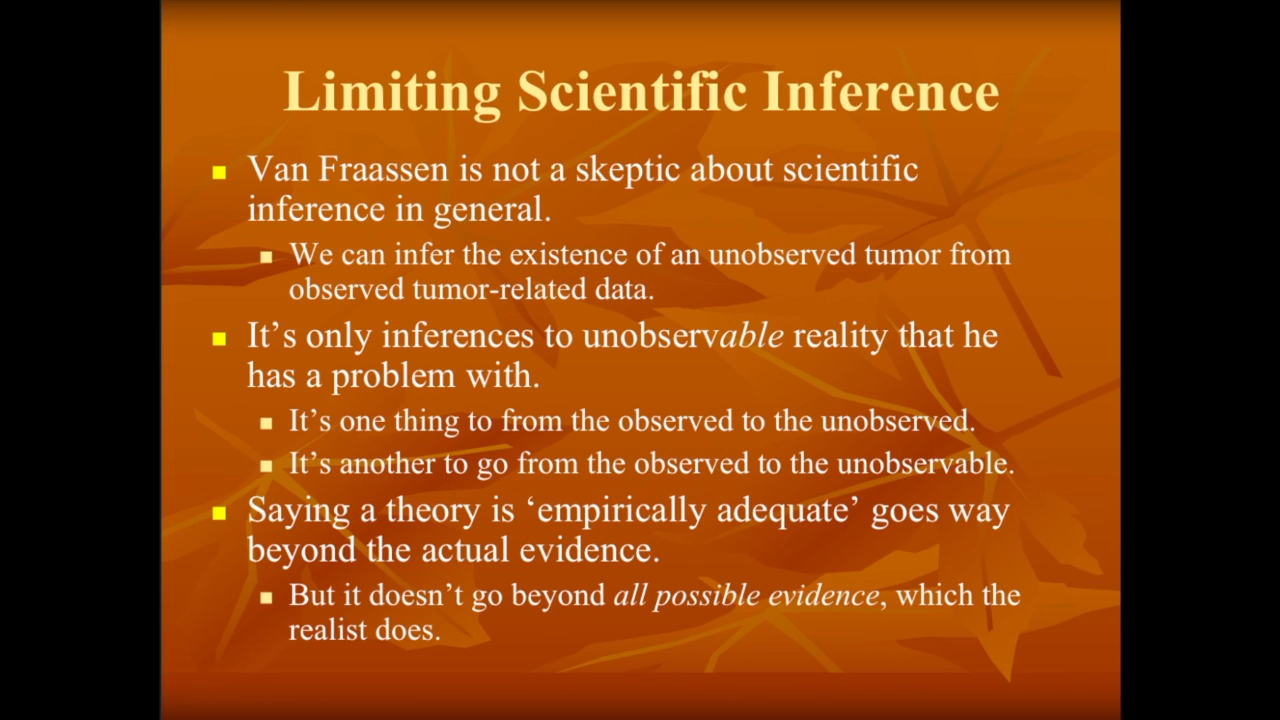 Limiting Scientific Inference
Van Fraassen is not a skeptic about scientific
inference in general.
We can infer the existence of an unobserved tumor from
observed tumor-related data.
It’s only inferences to unobservable reality that he
has a problem with.
It’s one thing to from the observed to the unobserved.
It’s another to go from the observed to the unobservable.
Saying a theory is ‘empirically adequate’ goes way
beyond the actual evidence.
But it doesn’t go beyond all possible evidence, which the
realist does.